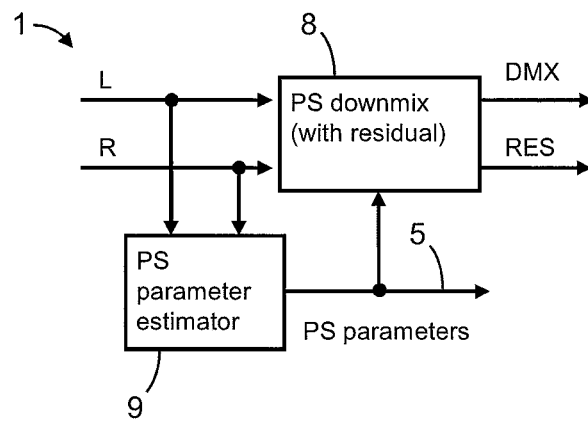 1
8
L
DMX
PS downmix
(with residual)
R
RES
5
PS
parameter
estimator
PS parameters
9